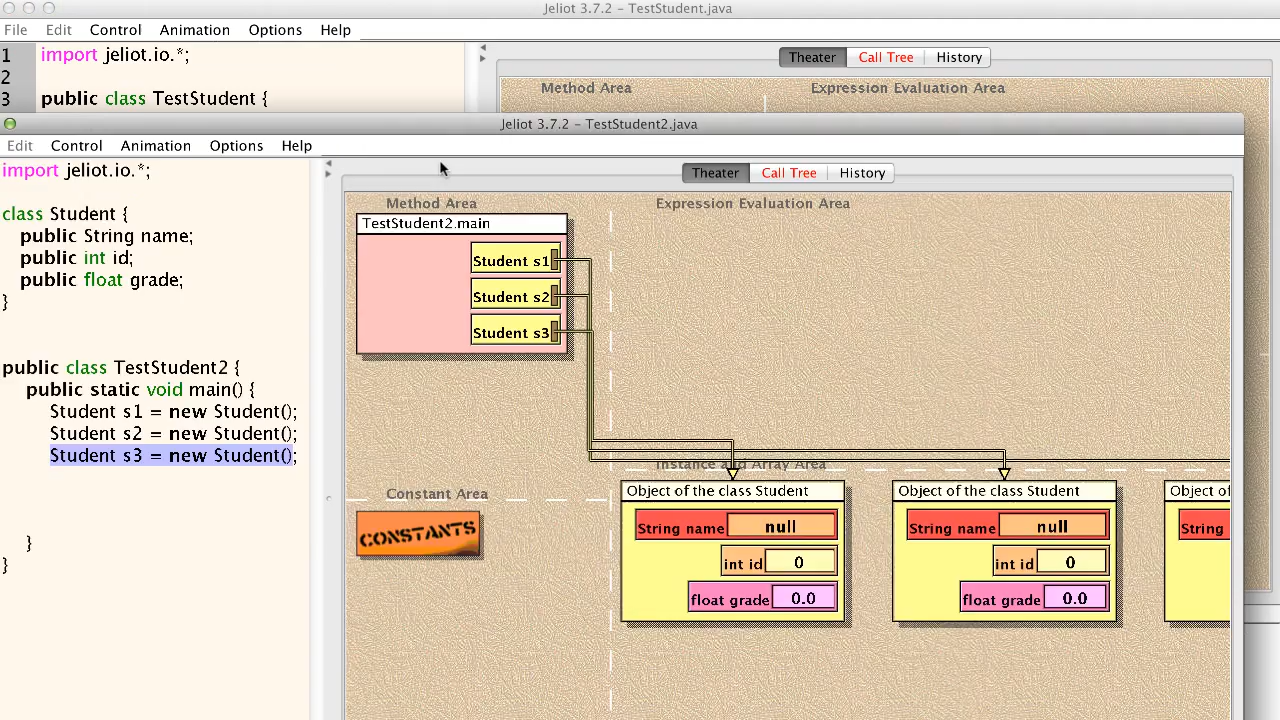 Jeliot 3.7.2 – TestStudent.java
File Edit Control Animation Options Help
1 import jeliot.io.*;
2
3 public class TestStudent {
Theater Call Tree History
Method Area Expression Evaluation Area
Jeliot 3.7.2 – TestStudent2.java
Edit Control Animation Options Help
import jeliot.io.*;
class Student {
public String name;
public int id;
public float grade;
}
public class TestStudent2 {
public static void main() {
Student s1 = new Student();
Student s2 = new Student();
Student s3 = new Student();
}
}
Theater Call Tree History
Method Area Expression Evaluation Area
TestStudent2.main
Student s1
Student s2
Student s3
Instance and Array Area
Constant Area
CONSTANTS
Object of the class Student
String name null
int id 0
float grade 0.0
Object of the class Student
String name null
int id 0
float grade 0.0
Object of
String